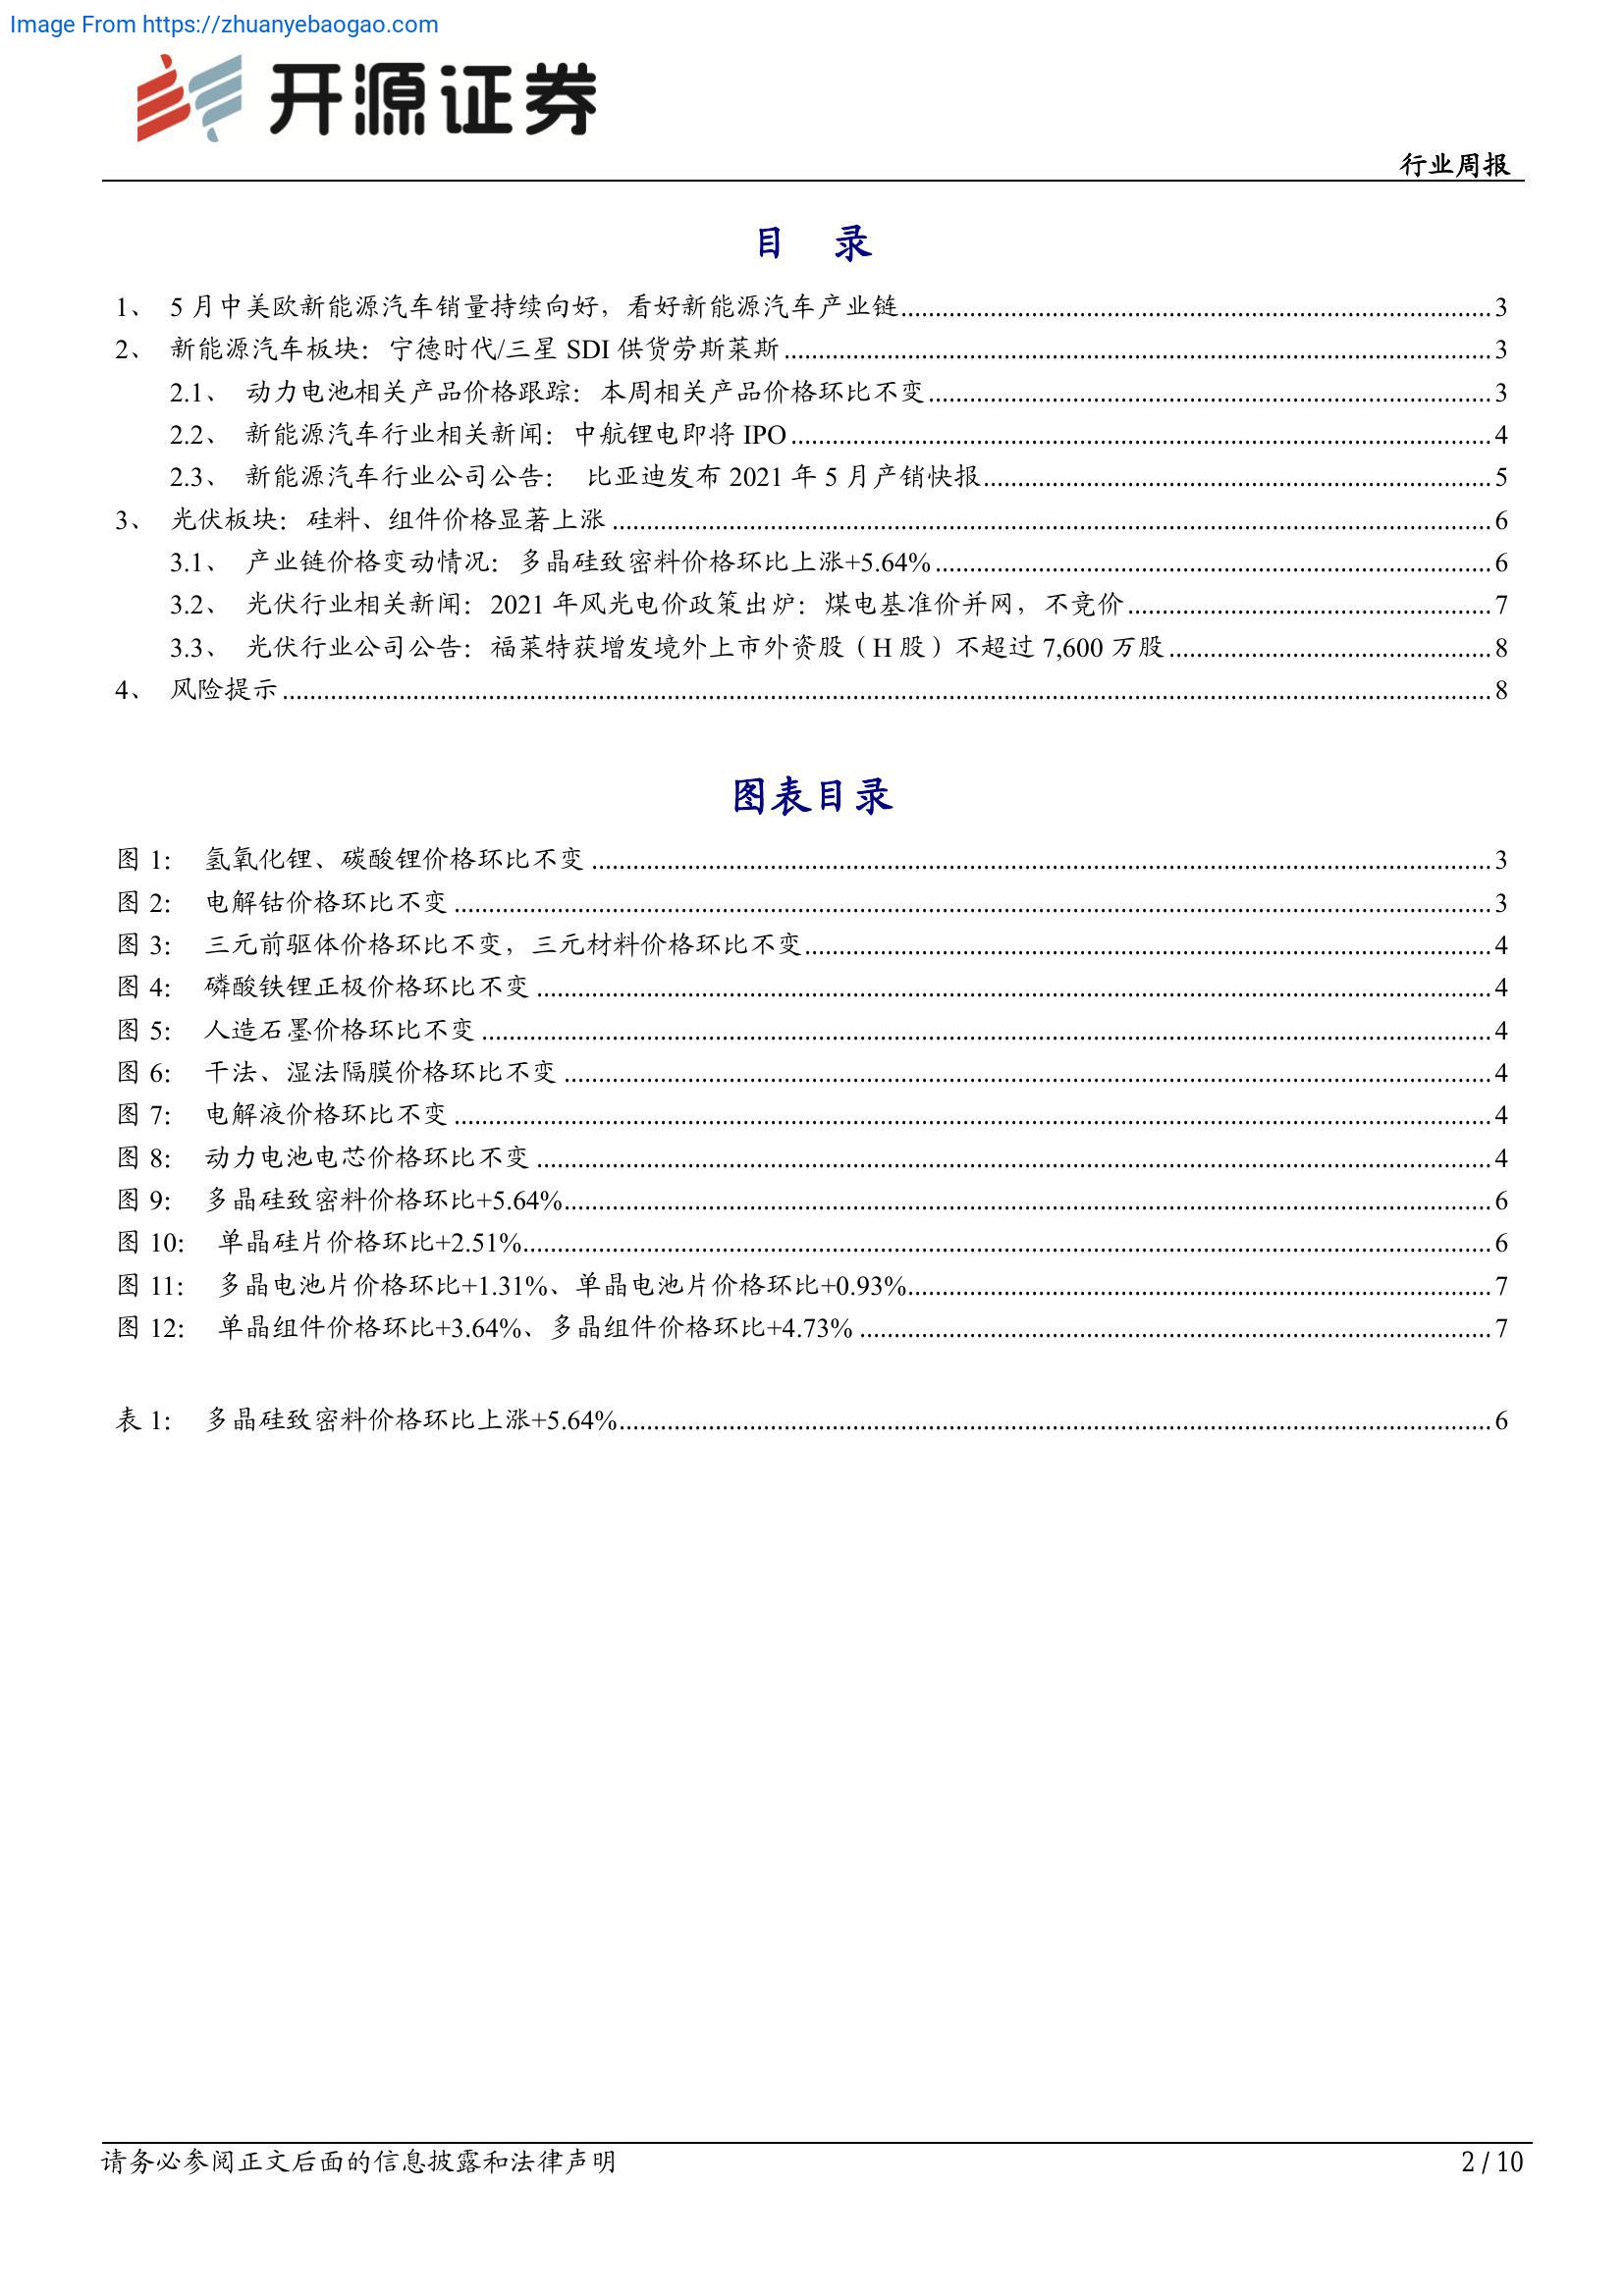 Image From https://zhuanyebaogao.com
开源证券
行业周报
目 录
1、 5 月中美欧新能源汽车销量持续向好，看好新能源汽车产业链 3
2、 新能源汽车板块：宁德时代/三星 SDI 供货劳斯莱斯 3
2.1、 动力电池相关产品价格跟踪：本周相关产品价格环比不变 3
2.2、 新能源汽车行业相关新闻：中航锂电即将 IPO 4
2.3、 新能源汽车行业公司公告： 比亚迪发布 2021 年 5 月产销快报 5
3、 光伏板块：硅料、组件价格显著上涨 6
3.1、 产业链价格变动情况：多晶硅致密料价格环比上涨+5.64% 6
3.2、 光伏行业相关新闻：2021 年风光电价政策出炉：煤电基准价并网，不竞价 7
3.3、 光伏行业公司公告：福莱特获增发境外上市外资股（H 股）不超过 7,600 万股 8
4、 风险提示 8
图表目录
图 1： 氢氧化锂、碳酸锂价格环比不变 3
图 2： 电解钴价格环比不变 3
图 3： 三元前驱体价格环比不变，三元材料价格环比不变 4
图 4： 磷酸铁锂正极价格环比不变 4
图 5： 人造石墨价格环比不变 4
图 6： 干法、湿法隔膜价格环比不变 4
图 7： 电解液价格环比不变 4
图 8： 动力电池电芯价格环比不变 4
图 9： 多晶硅致密料价格环比+5.64% 6
图 10： 单晶硅片价格环比+2.51% 6
图 11： 多晶电池片价格环比+1.31%、单晶电池片价格环比+0.93% 7
图 12： 单晶组件价格环比+3.64%、多晶组件价格环比+4.73% 7
表 1： 多晶硅致密料价格环比上涨+5.64% 6
请务必参阅正文后面的信息披露和法律声明
2 / 10